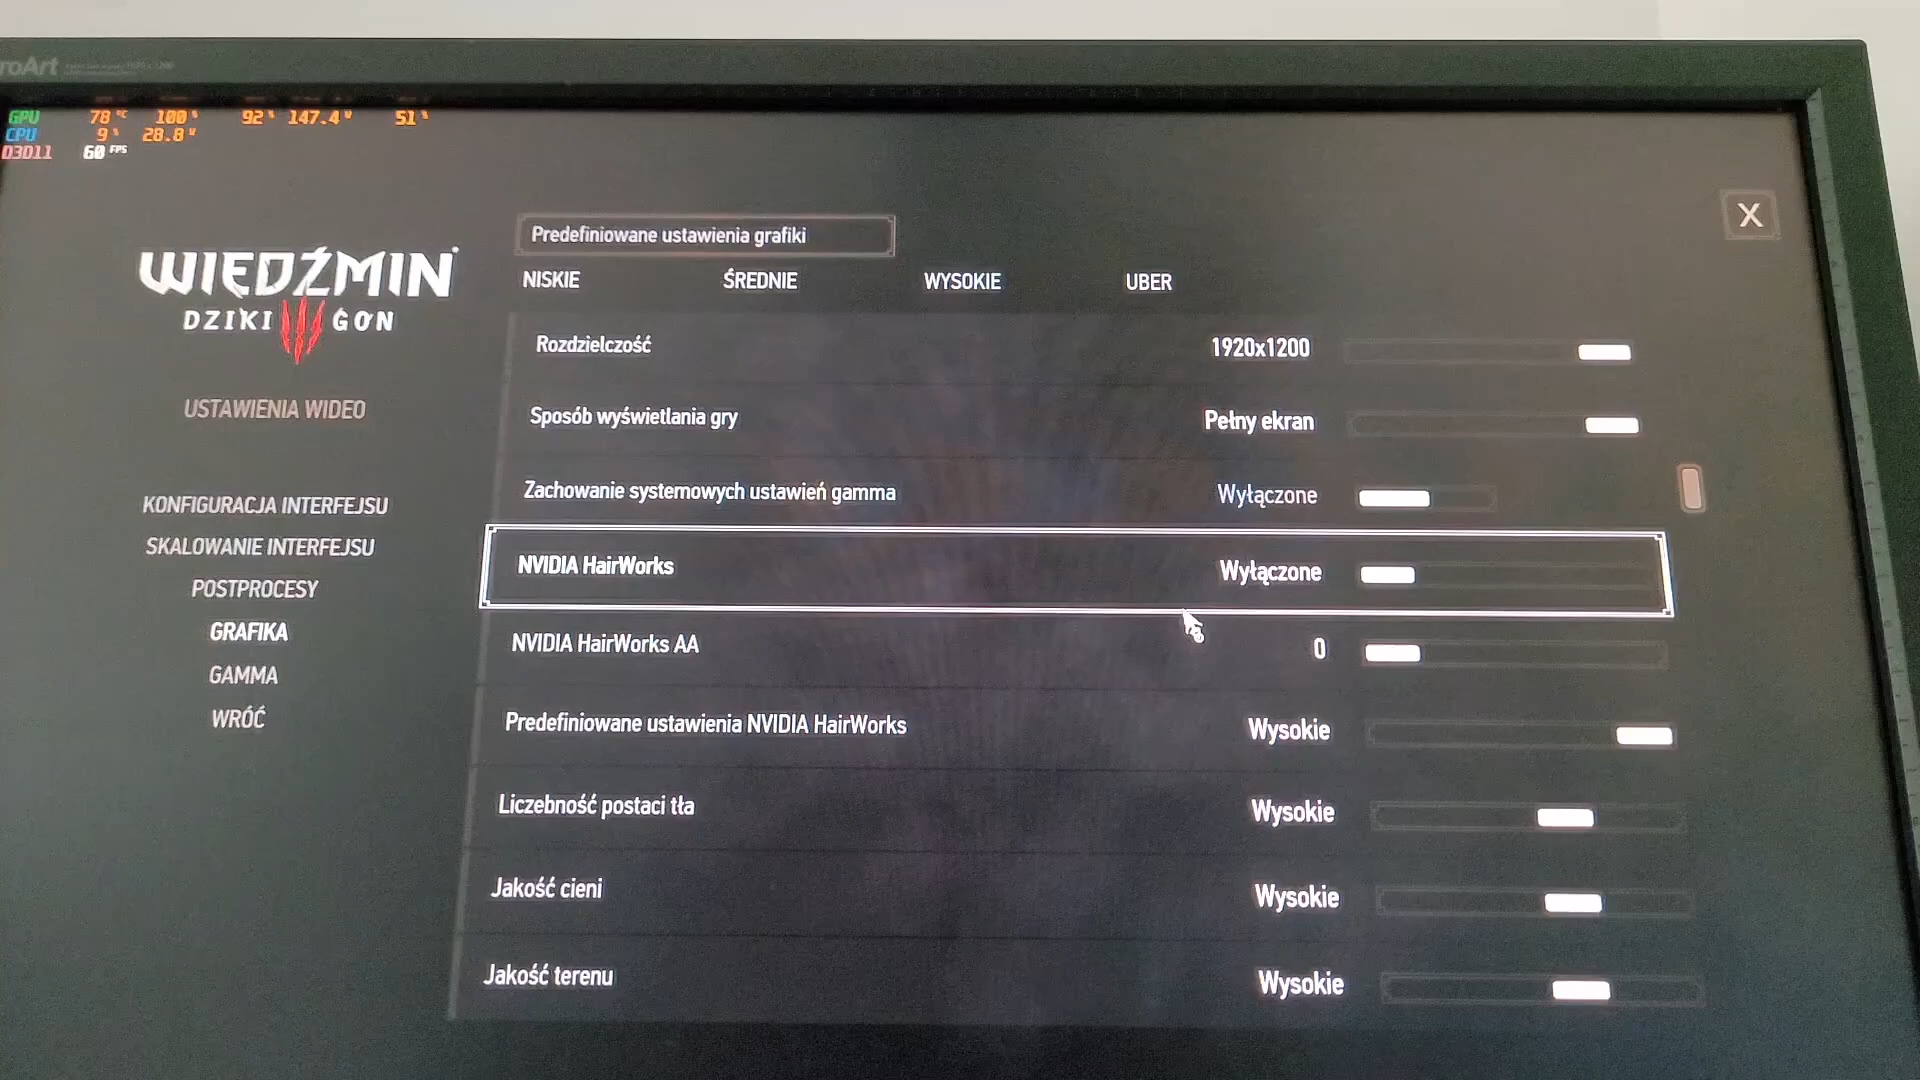 roArt
GPU 78 °C 100 % 92 % 147.4 W 51 %
CPU 9 % 28.8 W
D3D11 60 FPS
X
WIEDŹMIN
DZIKI III GON
USTAWIENIA WIDEO
KONFIGURACJA INTERFEJSU
SKALOWANIE INTERFEJSU
POSTPROCESY
GRAFIKA
GAMMA
WRÓĆ
Predefiniowane ustawienia grafiki
NISKIE ŚREDNIE WYSOKIE UBER
Rozdzielczość 1920x1200
Sposób wyświetlania gry Pełny ekran
Zachowanie systemowych ustawień gamma Wyłączone
NVIDIA HairWorks Wyłączone
NVIDIA HairWorks AA 0
Predefiniowane ustawienia NVIDIA HairWorks Wysokie
Liczebność postaci tła Wysokie
Jakość cieni Wysokie
Jakość terenu Wysokie